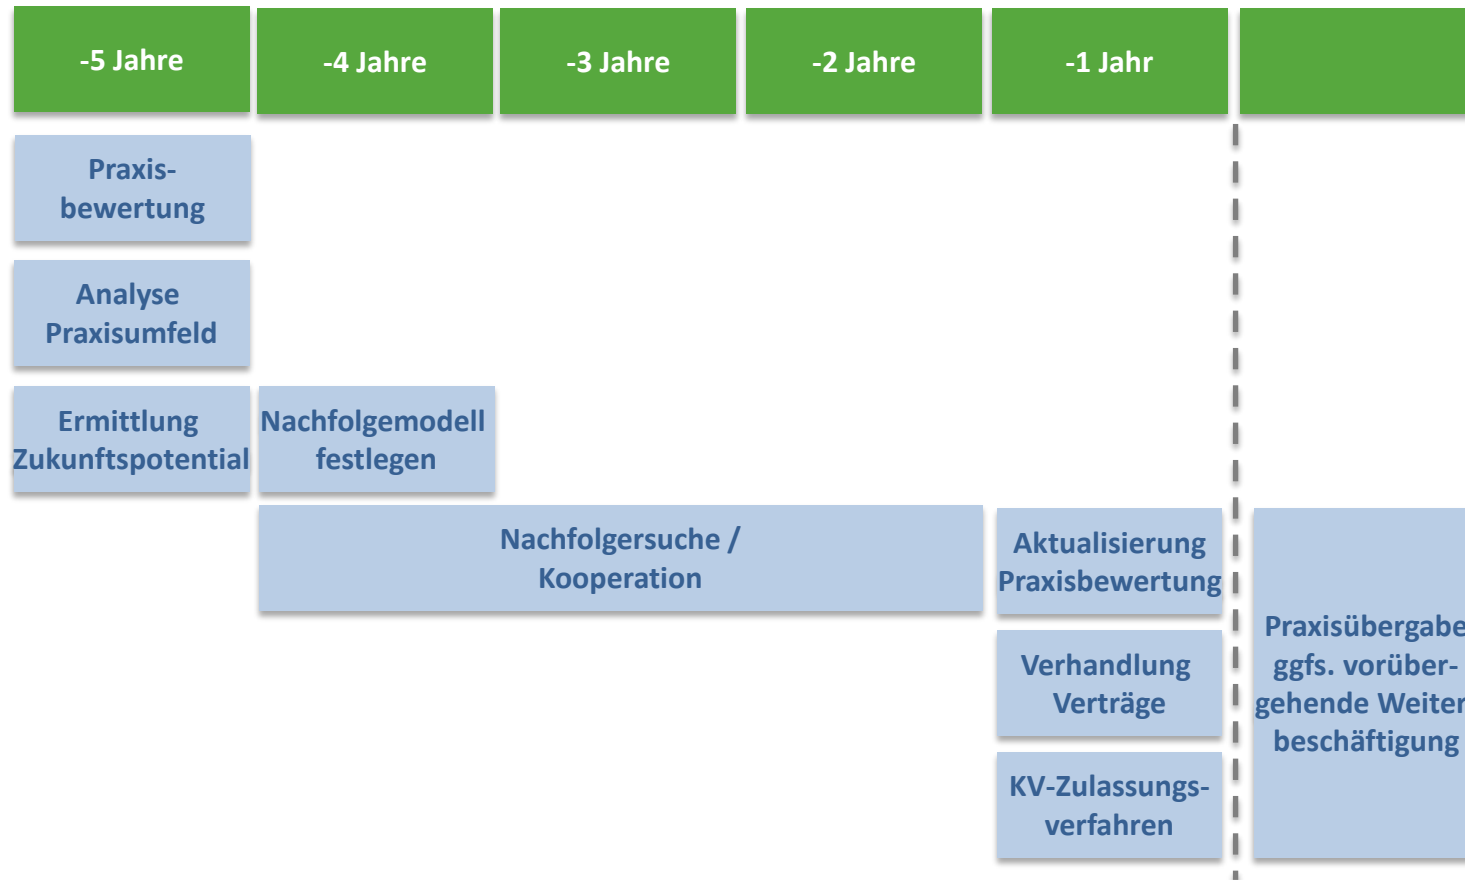 -5 Jahre
-4 Jahre
-3 Jahre
-2 Jahre
-1 Jahr
Praxis-
bewertung
Analyse
Praxisumfeld
Ermittlung
Zukunftspotential
Nachfolgemodell
festlegen
Nachfolgersuche /
Kooperation
Aktualisierung
Praxisbewertung
Verhandlung
Verträge
KV-Zulassungs-
verfahren
Praxisübergabe
ggfs. vorüber-
gehende Weiter
beschäftigung